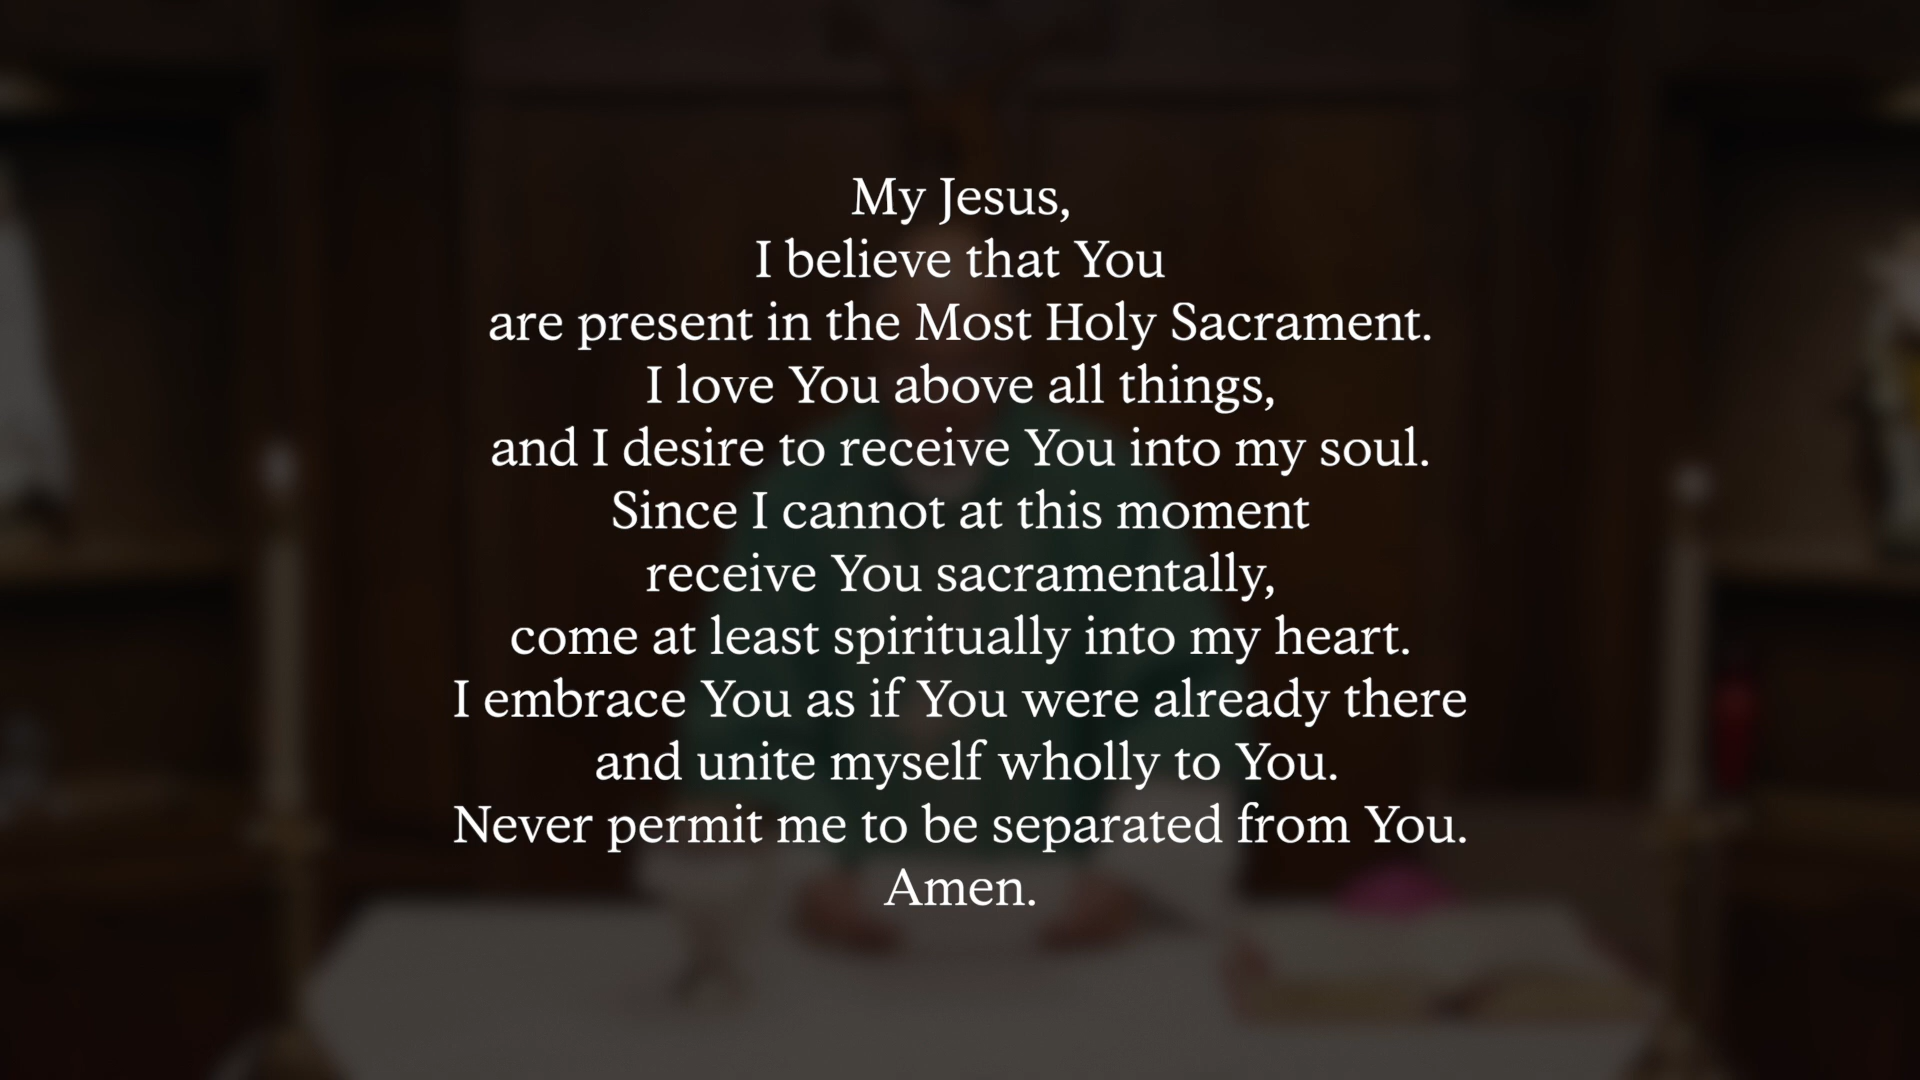 My Jesus,
I believe that You
are present in the Most Holy Sacrament.
I love You above all things,
and I desire to receive You into my soul.
Since I cannot at this moment
receive You sacramentally,
come at least spiritually into my heart.
I embrace You as if You were already there
and unite myself wholly to You.
Never permit me to be separated from You.
Amen.